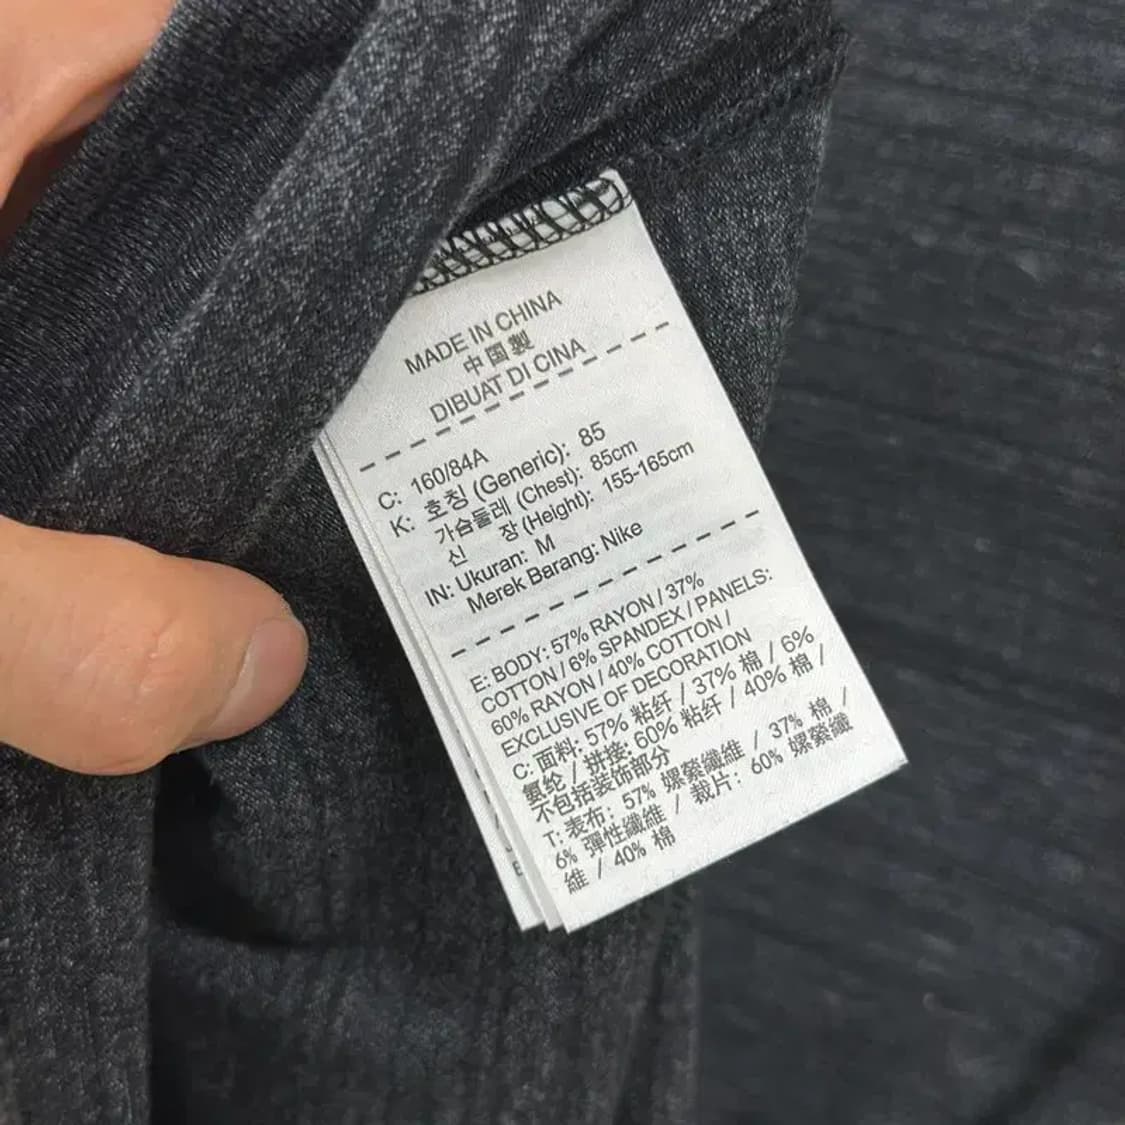 MADE IN CHINA
中国製
DIBUAT DI CINA
C: 160/84A
K: 호칭 (Generic): 85
가슴둘레 (Chest): 85cm
신 장 (Height): 155-165cm
IN: Ukuran: M
Merek Barang: Nike
E: BODY: 57% RAYON / 37%
COTTON / 6% SPANDEX / PANELS:
60% RAYON / 40% COTTON /
EXCLUSIVE OF DECORATION
C: 面料: 57% 粘纤 / 37% 棉 / 6%
氨纶 / 拼接: 60% 粘纤 / 40% 棉 /
不包括装饰部分
T: 表布: 57% 嫘縈纖維 / 37% 棉 /
6% 彈性纖維 / 裁片: 60% 嫘縈纖
維 / 40% 棉